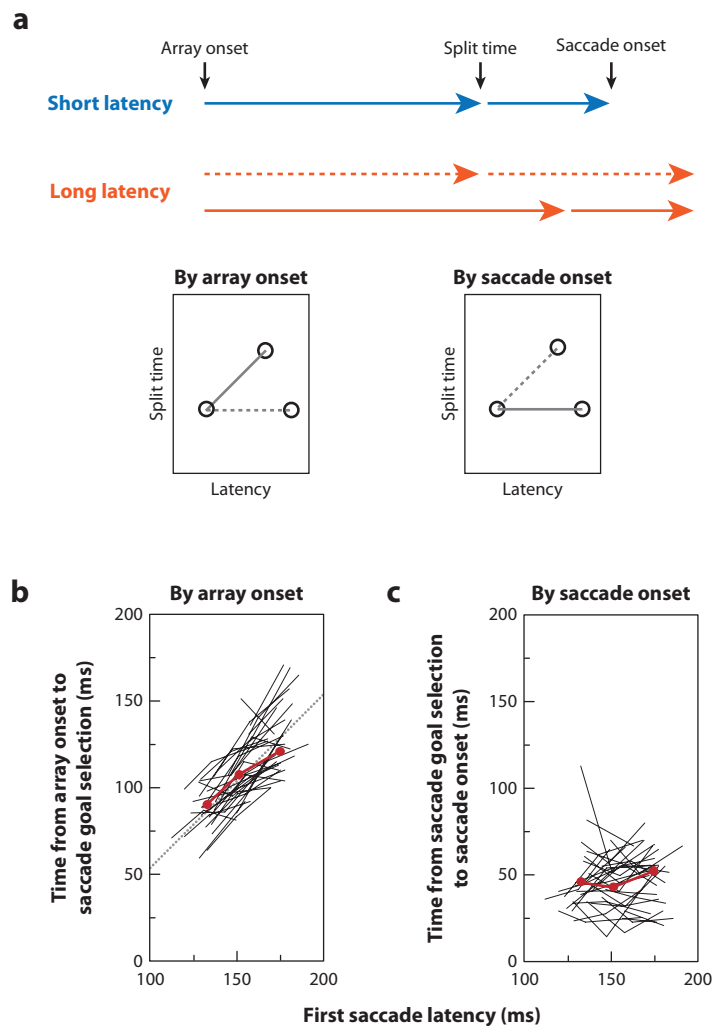 a
Array onset
Split time
Saccade onset
Short latency
Long latency
By array onset
Split time
Latency
By saccade onset
Split time
Latency
b
By array onset
Time from array onset to
saccade goal selection (ms)
200
150
100
50
0
100
150
200
c
By saccade onset
Time from saccade goal selection
to saccade onset (ms)
200
150
100
50
0
100
150
200
First saccade latency (ms)